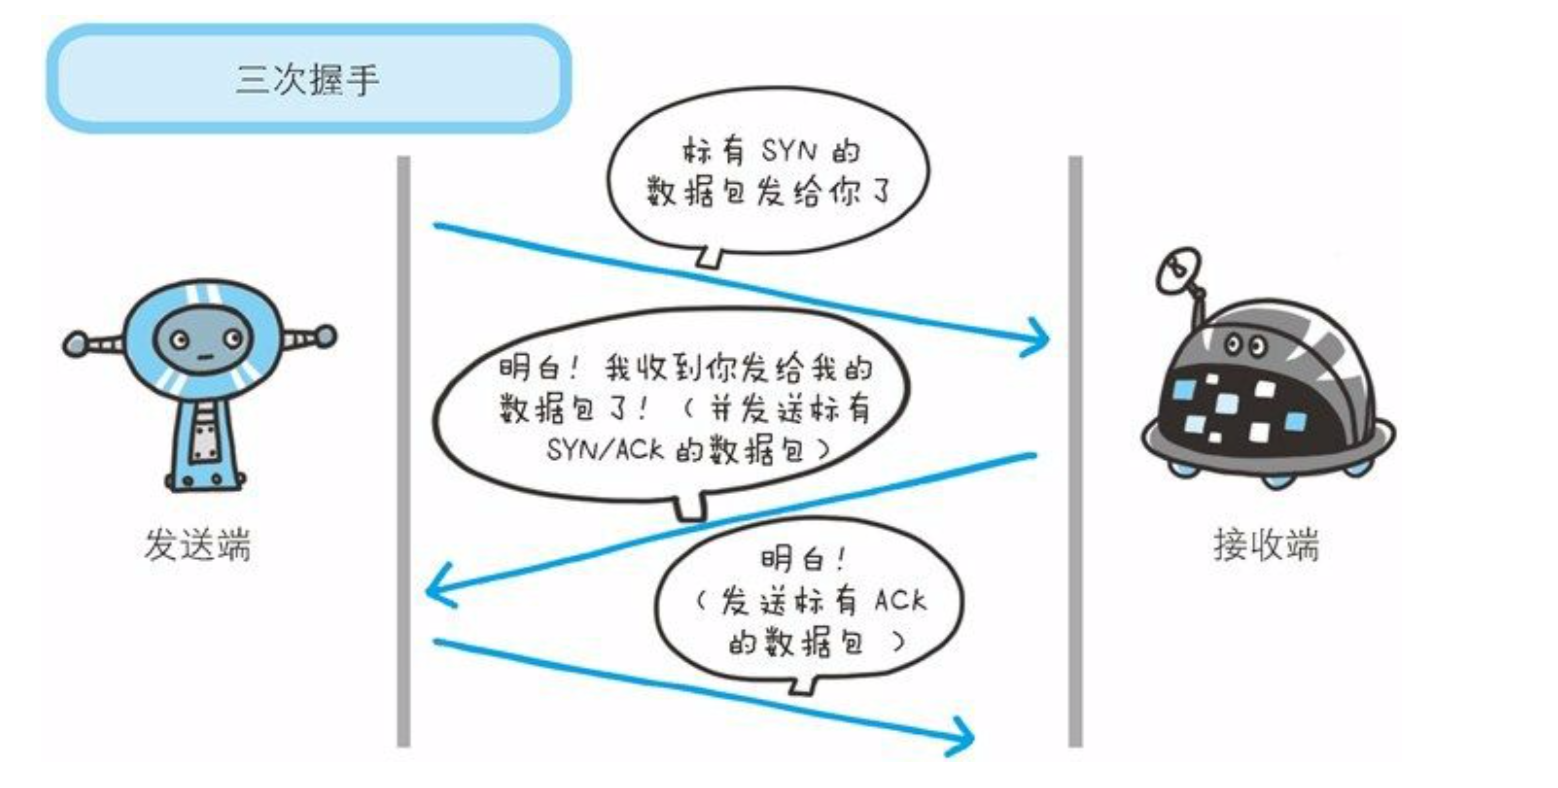 三次握手
标有 SYN 的
数据包发给你了
明白！我收到你发给我的
数据包了！（并发送标有
SYN/ACK 的数据包）
发送端
接收端
明白！
（发送标有 ACK
的数据包 ）